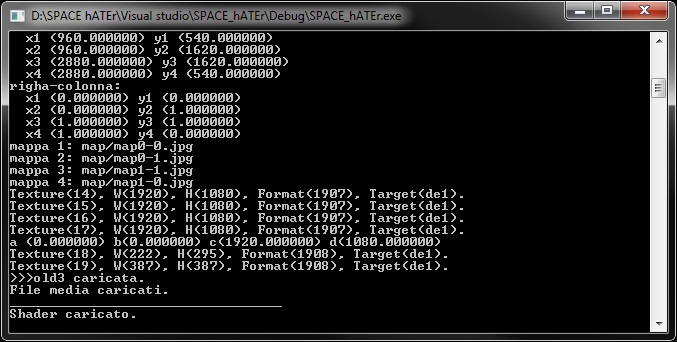 D:\SPACE hATEr\Visual studio\SPACE_hATEr\Debug\SPACE_hATEr.exe
x1 (960.000000) y1 (540.000000)
x2 (960.000000) y2 (1620.000000)
x3 (2880.000000) y3 (1620.000000)
x4 (2880.000000) y4 (540.000000)
righa-colonna:
x1 (0.000000) y1 (0.000000)
x2 (0.000000) y2 (1.000000)
x3 (1.000000) y3 (1.000000)
x4 (1.000000) y4 (0.000000)
mappa 1: map/map0-0.jpg
mappa 2: map/map0-1.jpg
mappa 3: map/map1-1.jpg
mappa 4: map/map1-0.jpg
Texture(14), W(1920), H(1080), Format(1907), Target(de1).
Texture(15), W(1920), H(1080), Format(1907), Target(de1).
Texture(16), W(1920), H(1080), Format(1907), Target(de1).
Texture(17), W(1920), H(1080), Format(1907), Target(de1).
a (0.000000) b(0.000000) c(1920.000000) d(1080.000000)
Texture(18), W(222), H(295), Format(1908), Target(de1).
Texture(19), W(387), H(387), Format(1908), Target(de1).
>>>old3 caricata.
File media caricati.
Shader caricato.